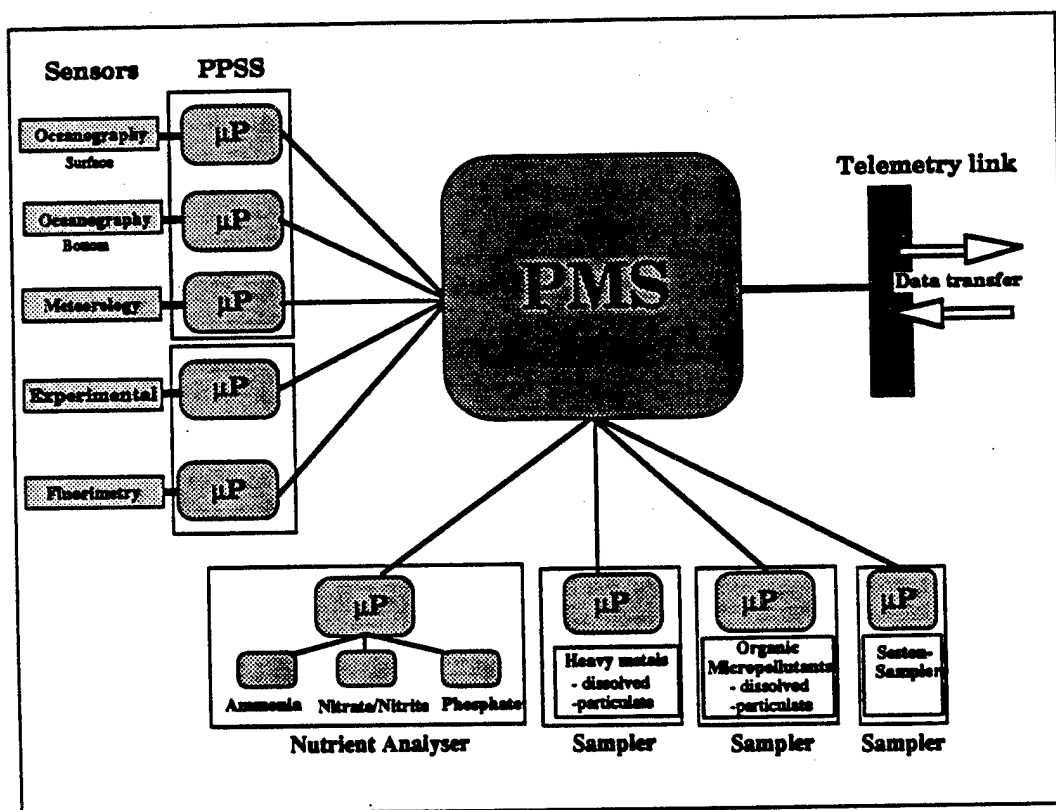 Sensors
PPSS
Oceanography
Surface
µP
Oceanography
Bottom
µP
Meteorology
µP
Experimental
µP
Fluorimetry
µP
PMS
Telemetry link
Data transfer
µP
Ammonia
Nitrate/Nitrite
Phosphate
Nutrient Analyser
µP
Heavy metals
- dissolved
-particulate
Sampler
µP
Organic
Micropollutants
- dissolved
-particulate
Sampler
µP
Seston-
Sampler
Sampler